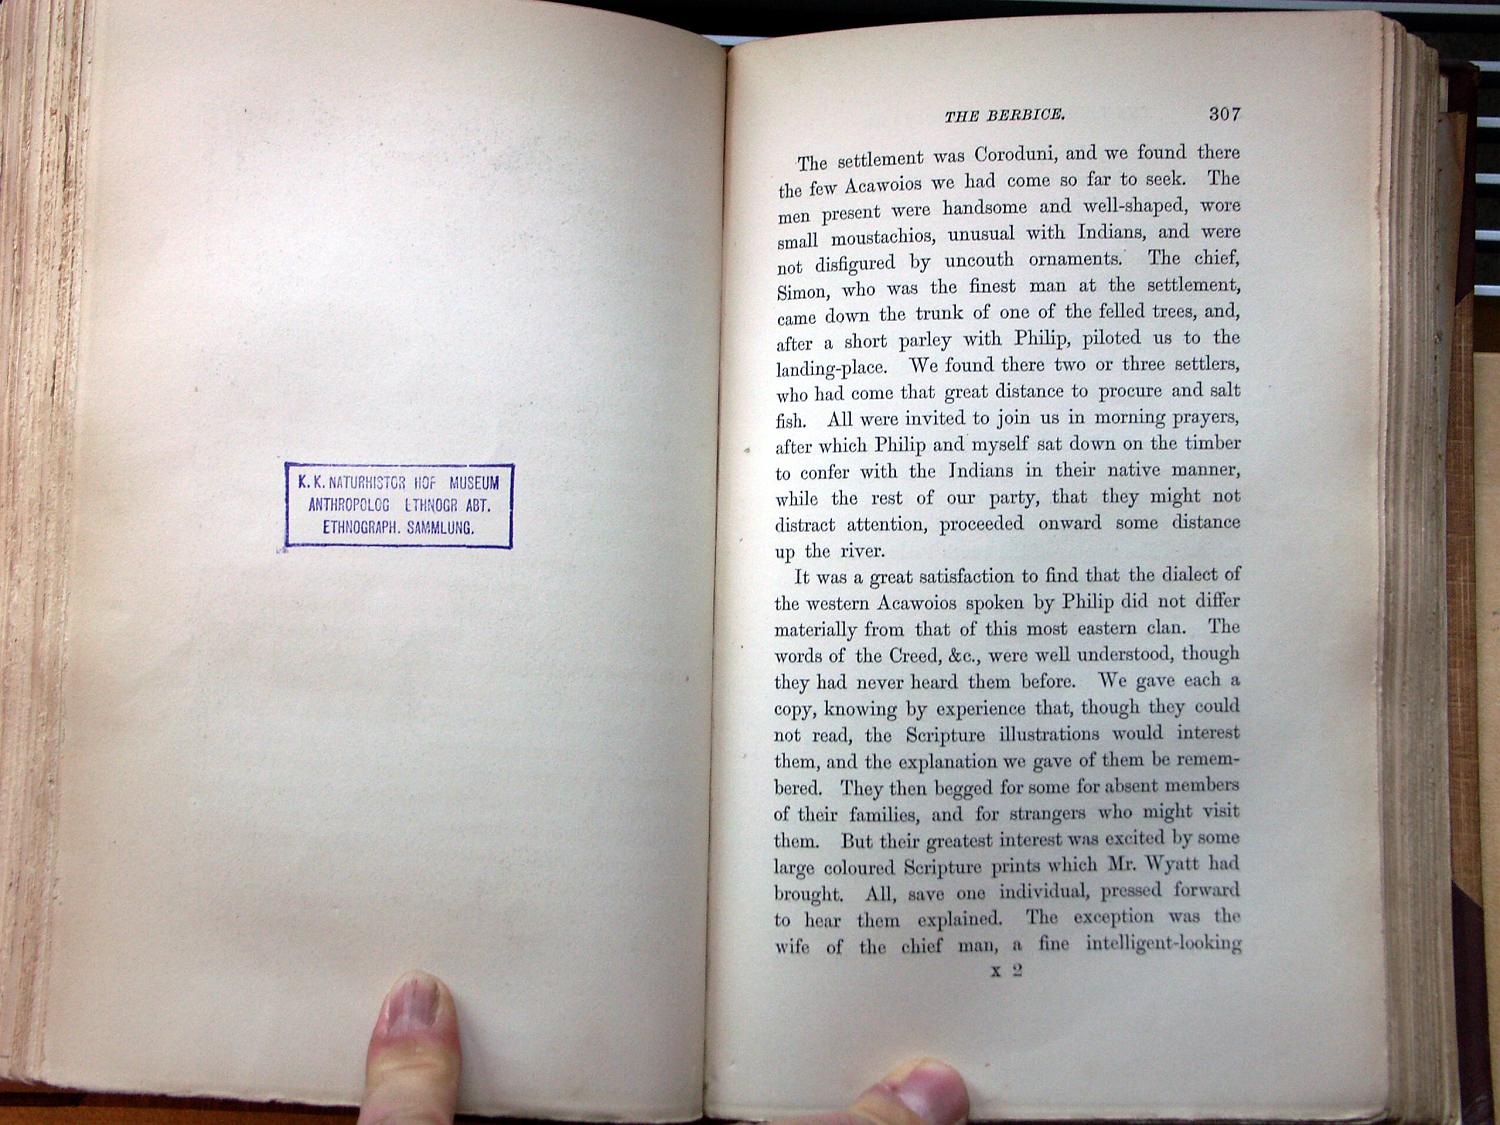 K. K. NATURHISTOR HOF MUSEUM
ANTHROPOLOG ETHNOGR ABT.
ETHNOGRAPH. SAMMLUNG.
THE BERBICE. 307
The settlement was Coroduni, and we found there
the few Acawoios we had come so far to seek. The
men present were handsome and well-shaped, wore
small moustachios, unusual with Indians, and were
not disfigured by uncouth ornaments. The chief,
Simon, who was the finest man at the settlement,
came down the trunk of one of the felled trees, and,
after a short parley with Philip, piloted us to the
landing-place. We found there two or three settlers,
who had come that great distance to procure and salt
fish. All were invited to join us in morning prayers,
after which Philip and myself sat down on the timber
to confer with the Indians in their native manner,
while the rest of our party, that they might not
distract attention, proceeded onward some distance
up the river.
It was a great satisfaction to find that the dialect of
the western Acawoios spoken by Philip did not differ
materially from that of this most eastern clan. The
words of the Creed, &c., were well understood, though
they had never heard them before. We gave each a
copy, knowing by experience that, though they could
not read, the Scripture illustrations would interest
them, and the explanation we gave of them be remem-
bered. They then begged for some for absent members
of their families, and for strangers who might visit
them. But their greatest interest was excited by some
large coloured Scripture prints which Mr. Wyatt had
brought. All, save one individual, pressed forward
to hear them explained. The exception was the
wife of the chief man, a fine intelligent-looking
X 2